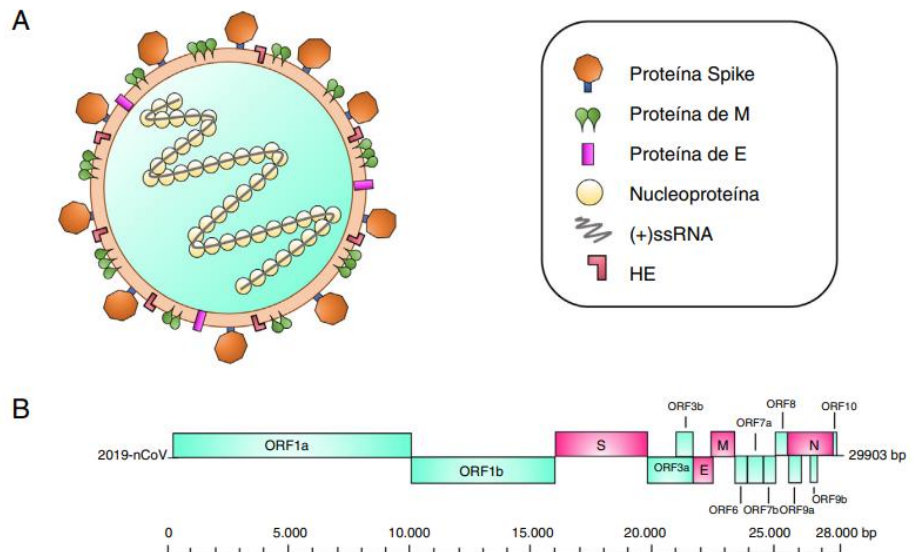 A
Proteína Spike
Proteína de M
Proteína de E
Nucleoproteína
(+)ssRNA
HE
B
ORF3b
ORF7a
ORF8
ORF10
2019-nCoV
ORF1a
S
M
N
29903 bp
ORF1b
ORF3a
E
ORF6
ORF7b
ORF9a
ORF9b
0 5.000 10.000 15.000 20.000 25.000 28.000 bp